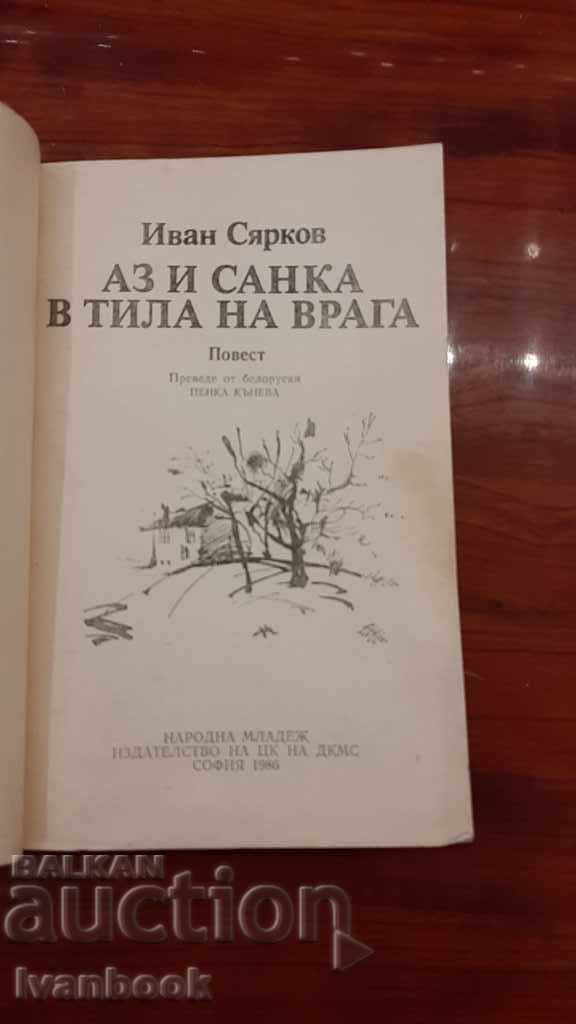 Иван Сярков
АЗ И САНКА
В ТИЛА НА ВРАГА
Повест
Преведе от белоруски
ПЕНКА КЪНЕВА
НАРОДНА МЛАДЕЖ
ИЗДАТЕЛСТВО НА ЦК НА ДКМС
СОФИЯ 1986
BALKAN
auction
Ivanbook